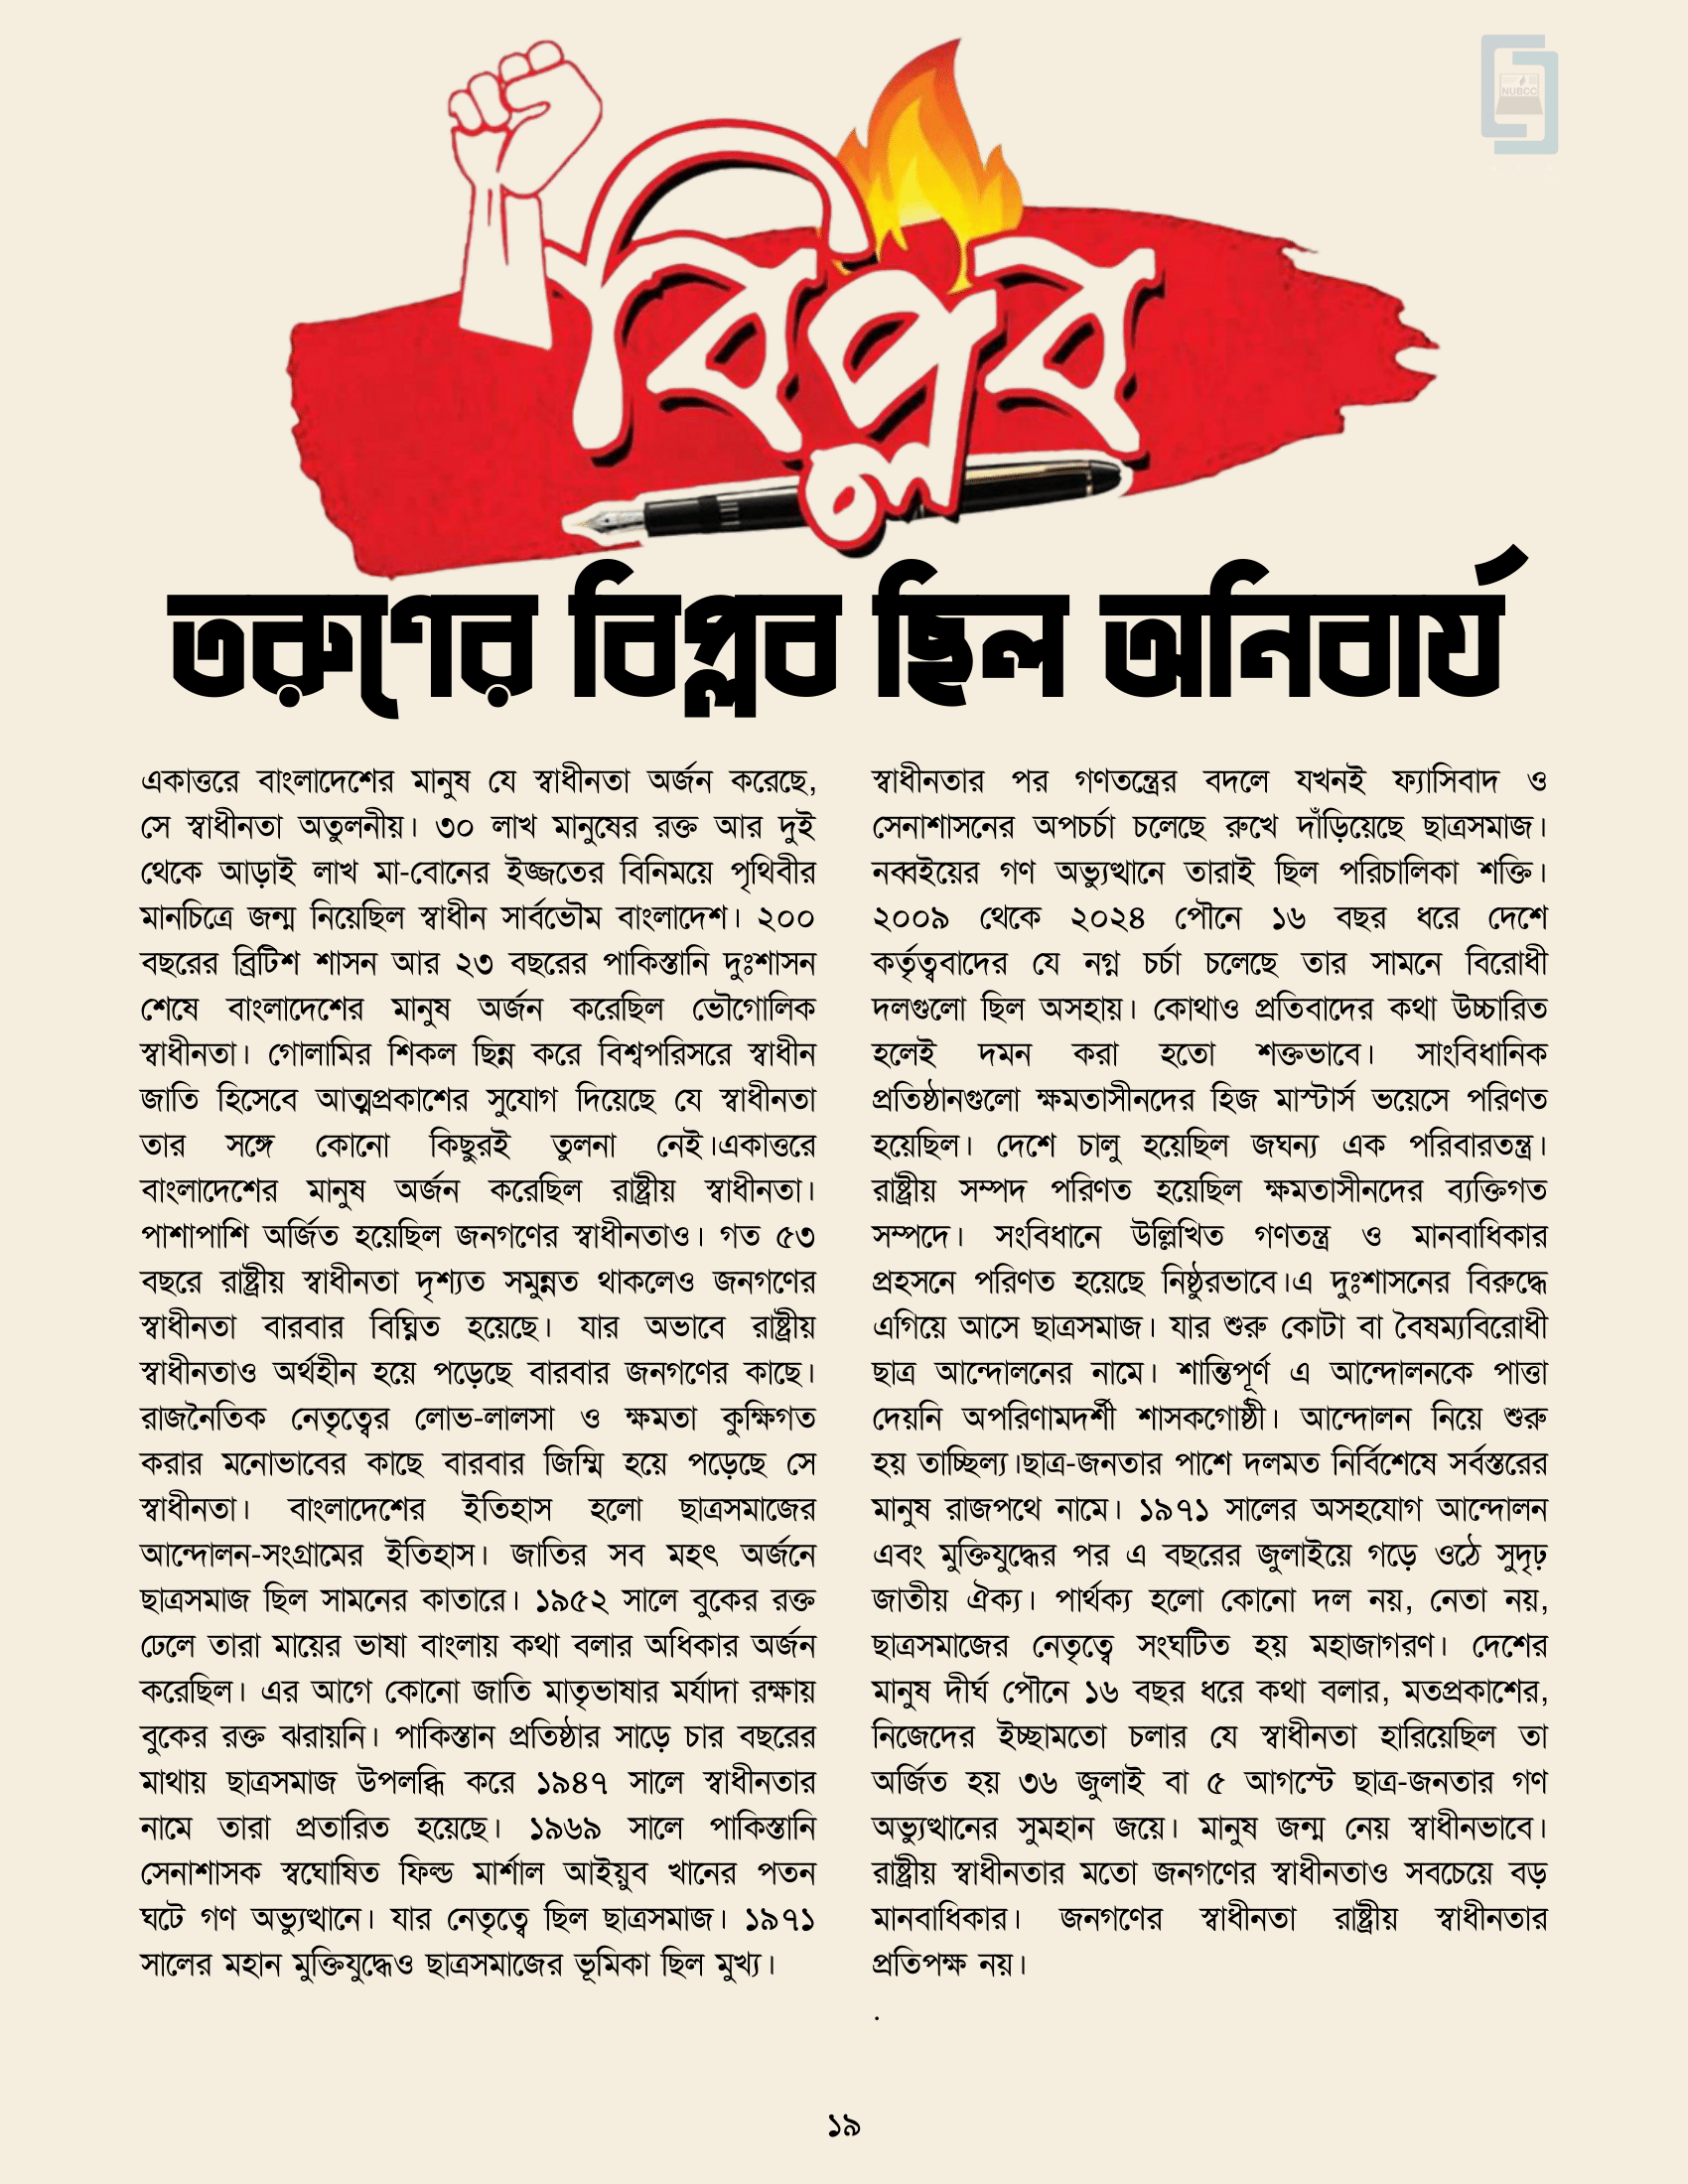 NUBCC
বিপ্লব
তরুণের বিপ্লব ছিল অনিবার্য
একাত্তরে বাংলাদেশের মানুষ যে স্বাধীনতা অর্জন করেছে,
সে স্বাধীনতা অতুলনীয়। ৩০ লাখ মানুষের রক্ত আর দুই
থেকে আড়াই লাখ মা-বোনের ইজ্জতের বিনিময়ে পৃথিবীর
মানচিত্রে জন্ম নিয়েছিল স্বাধীন সার্বভৌম বাংলাদেশ। ২০০
বছরের ব্রিটিশ শাসন আর ২৩ বছরের পাকিস্তানি দুঃশাসন
শেষে বাংলাদেশের মানুষ অর্জন করেছিল ভৌগোলিক
স্বাধীনতা। গোলামির শিকল ছিন্ন করে বিশ্বপরিসরে স্বাধীন
জাতি হিসেবে আত্মপ্রকাশের সুযোগ দিয়েছে যে স্বাধীনতা
তার সঙ্গে কোনো কিছুরই তুলনা নেই।একাত্তরে
বাংলাদেশের মানুষ অর্জন করেছিল রাষ্ট্রীয় স্বাধীনতা।
পাশাপাশি অর্জিত হয়েছিল জনগণের স্বাধীনতাও। গত ৫৩
বছরে রাষ্ট্রীয় স্বাধীনতা দৃশ্যত সমুন্নত থাকলেও জনগণের
স্বাধীনতা বারবার বিঘ্নিত হয়েছে। যার অভাবে রাষ্ট্রীয়
স্বাধীনতাও অর্থহীন হয়ে পড়েছে বারবার জনগণের কাছে।
রাজনৈতিক নেতৃত্বের লোভ-লালসা ও ক্ষমতা কুক্ষিগত
করার মনোভাবের কাছে বারবার জিম্মি হয়ে পড়েছে সে
স্বাধীনতা। বাংলাদেশের ইতিহাস হলো ছাত্রসমাজের
আন্দোলন-সংগ্রামের ইতিহাস। জাতির সব মহৎ অর্জনে
ছাত্রসমাজ ছিল সামনের কাতারে। ১৯৫২ সালে বুকের রক্ত
ঢেলে তারা মায়ের ভাষা বাংলায় কথা বলার অধিকার অর্জন
করেছিল। এর আগে কোনো জাতি মাতৃভাষার মর্যাদা রক্ষায়
বুকের রক্ত ঝরায়নি। পাকিস্তান প্রতিষ্ঠার সাড়ে চার বছরের
মাথায় ছাত্রসমাজ উপলব্ধি করে ১৯৪৭ সালে স্বাধীনতার
নামে তারা প্রতারিত হয়েছে। ১৯৬৯ সালে পাকিস্তানি
সেনাশাসক স্বঘোষিত ফিল্ড মার্শাল আইয়ুব খানের পতন
ঘটে গণ অভ্যুত্থানে। যার নেতৃত্বে ছিল ছাত্রসমাজ। ১৯৭১
সালের মহান মুক্তিযুদ্ধেও ছাত্রসমাজের ভূমিকা ছিল মুখ্য।
স্বাধীনতার পর গণতন্ত্রের বদলে যখনই ফ্যাসিবাদ ও
সেনাশাসনের অপচর্চা চলেছে রুখে দাঁড়িয়েছে ছাত্রসমাজ।
নব্বইয়ের গণ অভ্যুত্থানে তারাই ছিল পরিচালিকা শক্তি।
২০০৯ থেকে ২০২৪ পৌনে ১৬ বছর ধরে দেশে
কর্তৃত্ববাদের যে নগ্ন চর্চা চলেছে তার সামনে বিরোধী
দলগুলো ছিল অসহায়। কোথাও প্রতিবাদের কথা উচ্চারিত
হলেই দমন করা হতো শক্তভাবে। সাংবিধানিক
প্রতিষ্ঠানগুলো ক্ষমতাসীনদের হিজ মাস্টার্স ভয়েসে পরিণত
হয়েছিল। দেশে চালু হয়েছিল জঘন্য এক পরিবারতন্ত্র।
রাষ্ট্রীয় সম্পদ পরিণত হয়েছিল ক্ষমতাসীনদের ব্যক্তিগত
সম্পদে। সংবিধানে উল্লিখিত গণতন্ত্র ও মানবাধিকার
প্রহসনে পরিণত হয়েছে নিষ্ঠুরভাবে।এ দুঃশাসনের বিরুদ্ধে
এগিয়ে আসে ছাত্রসমাজ। যার শুরু কোটা বা বৈষম্যবিরোধী
ছাত্র আন্দোলনের নামে। শান্তিপূর্ণ এ আন্দোলনকে পাত্তা
দেয়নি অপরিণামদর্শী শাসকগোষ্ঠী। আন্দোলন নিয়ে শুরু
হয় তাচ্ছিল্য।ছাত্র-জনতার পাশে দলমত নির্বিশেষে সর্বস্তরের
মানুষ রাজপথে নামে। ১৯৭১ সালের অসহযোগ আন্দোলন
এবং মুক্তিযুদ্ধের পর এ বছরের জুলাইয়ে গড়ে ওঠে সুদৃঢ়
জাতীয় ঐক্য। পার্থক্য হলো কোনো দল নয়, নেতা নয়,
ছাত্রসমাজের নেতৃত্বে সংঘটিত হয় মহাজাগরণ। দেশের
মানুষ দীর্ঘ পৌনে ১৬ বছর ধরে কথা বলার, মতপ্রকাশের,
নিজেদের ইচ্ছামতো চলার যে স্বাধীনতা হারিয়েছিল তা
অর্জিত হয় ৩৬ জুলাই বা ৫ আগস্টে ছাত্র-জনতার গণ
অভ্যুত্থানের সুমহান জয়ে। মানুষ জন্ম নেয় স্বাধীনভাবে।
রাষ্ট্রীয় স্বাধীনতার মতো জনগণের স্বাধীনতাও সবচেয়ে বড়
মানবাধিকার। জনগণের স্বাধীনতা রাষ্ট্রীয় স্বাধীনতার
প্রতিপক্ষ নয়।
.
১৯